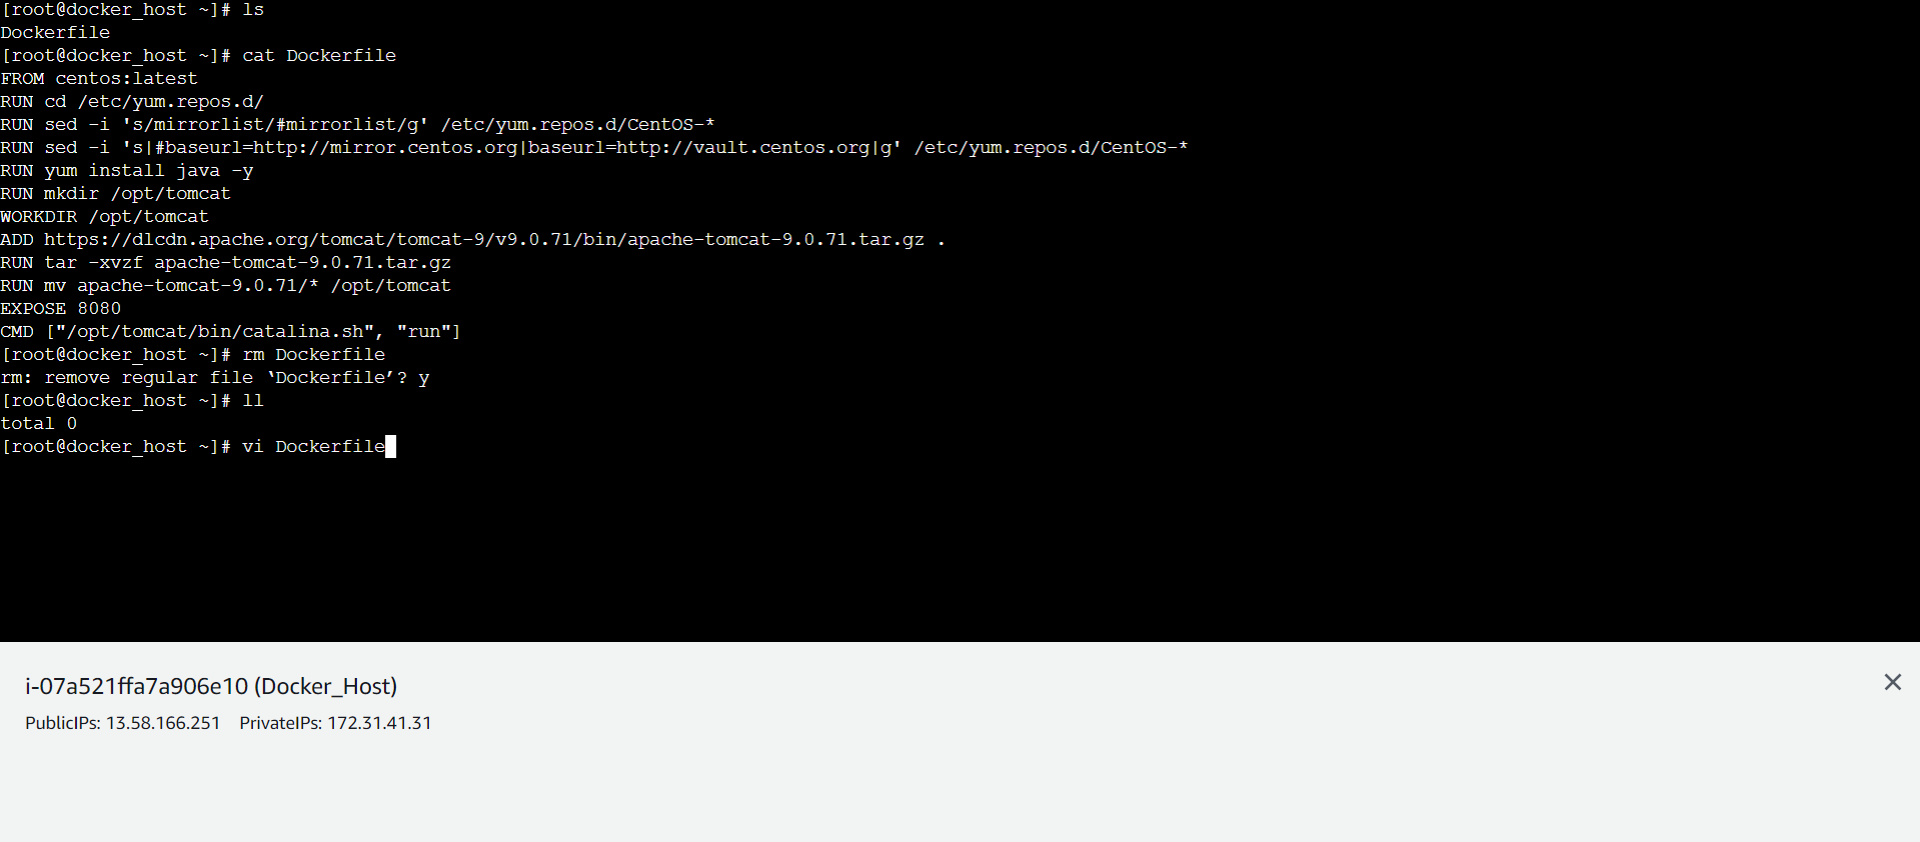 [root@docker_host ~]# ls
Dockerfile
[root@docker_host ~]# cat Dockerfile
FROM centos:latest
RUN cd /etc/yum.repos.d/
RUN sed -i 's/mirrorlist/#mirrorlist/g' /etc/yum.repos.d/CentOS-*
RUN sed -i 's|#baseurl=http://mirror.centos.org|baseurl=http://vault.centos.org|g' /etc/yum.repos.d/CentOS-*
RUN yum install java -y
RUN mkdir /opt/tomcat
WORKDIR /opt/tomcat
ADD https://dlcdn.apache.org/tomcat/tomcat-9/v9.0.71/bin/apache-tomcat-9.0.71.tar.gz .
RUN tar -xvzf apache-tomcat-9.0.71.tar.gz
RUN mv apache-tomcat-9.0.71/* /opt/tomcat
EXPOSE 8080
CMD ["/opt/tomcat/bin/catalina.sh", "run"]
[root@docker_host ~]# rm Dockerfile
rm: remove regular file ‘Dockerfile’? y
[root@docker_host ~]# ll
total 0
[root@docker_host ~]# vi Dockerfile
i-07a521ffa7a906e10 (Docker_Host)
PublicIPs: 13.58.166.251 PrivateIPs: 172.31.41.31